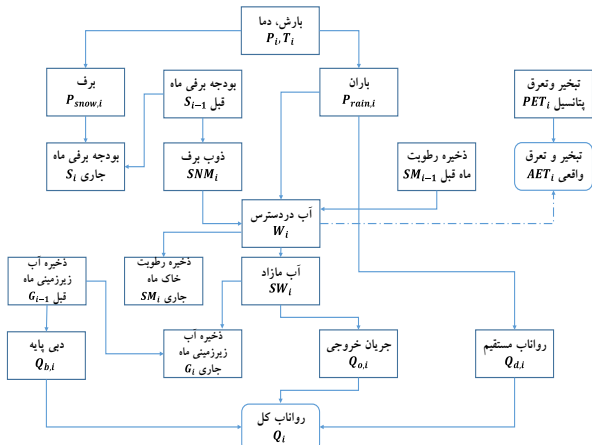 بارش، دما
P_i, T_i
برف
P_snow,i
بودجه برفی ماه
قبل S_i−1
باران
P_rain,i
تبخیر وتعرق
پتانسیل PET_i
بودجه برفی ماه
جاری S_i
ذوب برف
SNM_i
ذخیره رطوبت
ماه قبل SM_i−1
تبخیر و تعرق
واقعی AET_i
آب دردسترس
W_i
ذخیره آب
زیرزمینی ماه
قبل G_i−1
ذخیره رطوبت
خاک ماه
جاری SM_i
آب مازاد
SW_i
دبی پایه
Q_b,i
ذخیره آب
زیرزمینی ماه
جاری G_i
جریان خروجی
Q_o,i
رواناب مستقیم
Q_d,i
رواناب کل
Q_i